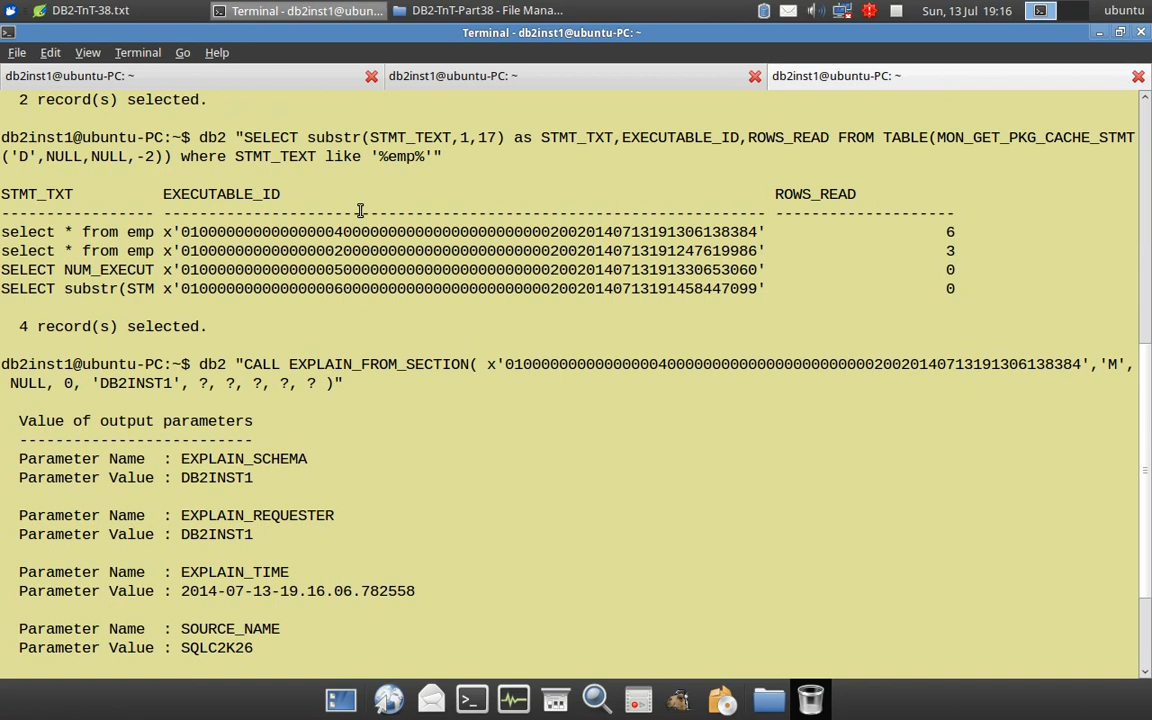 DB2-TnT-38.txt
Terminal - db2inst1@ubun...
DB2-TnT-Part38 - File Mana...
Sun, 13 Jul 19:16
ubuntu
Terminal - db2inst1@ubuntu-PC: ~
File Edit View Terminal Go Help
db2inst1@ubuntu-PC: ~
db2inst1@ubuntu-PC: ~
db2inst1@ubuntu-PC: ~
2 record(s) selected.
db2inst1@ubuntu-PC:~$ db2 "SELECT substr(STMT_TEXT,1,17) as STMT_TXT,EXECUTABLE_ID,ROWS_READ FROM TABLE(MON_GET_PKG_CACHE_STMT
('D',NULL,NULL,-2)) where STMT_TEXT like '%emp%'"
STMT_TXT EXECUTABLE_ID ROWS_READ
----------------- ------------------------------------------------------------------- --------------------
select * from emp x'0100000000000000040000000000000000000000020020140713191306138384' 6
select * from emp x'0100000000000000020000000000000000000000020020140713191247619986' 3
SELECT NUM_EXECUT x'0100000000000000050000000000000000000000020020140713191330653060' 0
SELECT substr(STM x'0100000000000000060000000000000000000000020020140713191458447099' 0
4 record(s) selected.
db2inst1@ubuntu-PC:~$ db2 "CALL EXPLAIN_FROM_SECTION( x'0100000000000000040000000000000000000000020020140713191306138384','M',
NULL, 0, 'DB2INST1', ?, ?, ?, ?, ? )"
Value of output parameters
--------------------------
Parameter Name : EXPLAIN_SCHEMA
Parameter Value : DB2INST1
Parameter Name : EXPLAIN_REQUESTER
Parameter Value : DB2INST1
Parameter Name : EXPLAIN_TIME
Parameter Value : 2014-07-13-19.16.06.782558
Parameter Name : SOURCE_NAME
Parameter Value : SQLC2K26